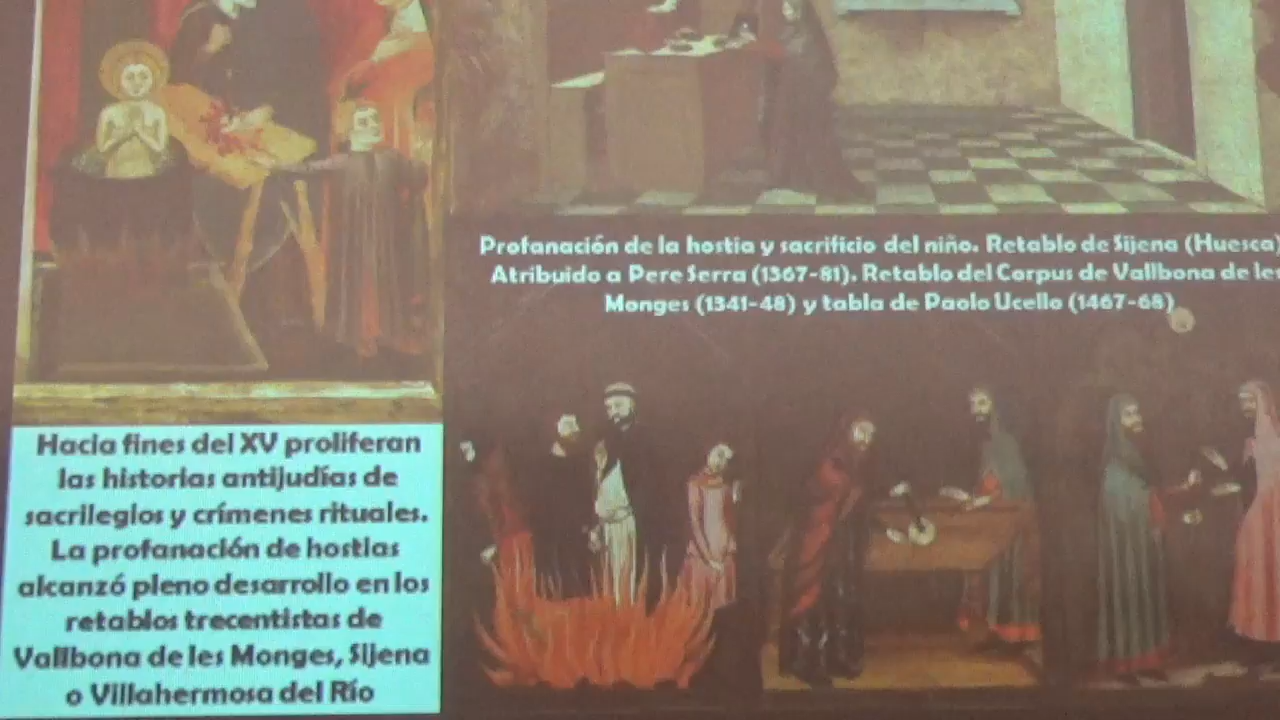 Profanación de la hostia y sacrificio del niño. Retablo de Sijena (Huesca)
Atribuido a Pere Serra (1367-81). Retablo del Corpus de Vallbona de les
Monges (1341-48) y tabla de Paolo Ucello (1467-68)
Hacia fines del XV proliferan
las historias antijudías de
sacrilegios y crímenes rituales.
La profanación de hostias
alcanzó pleno desarrollo en los
retablos trecentistas de
Vallbona de les Monges, Sijena
o Villahermosa del Río